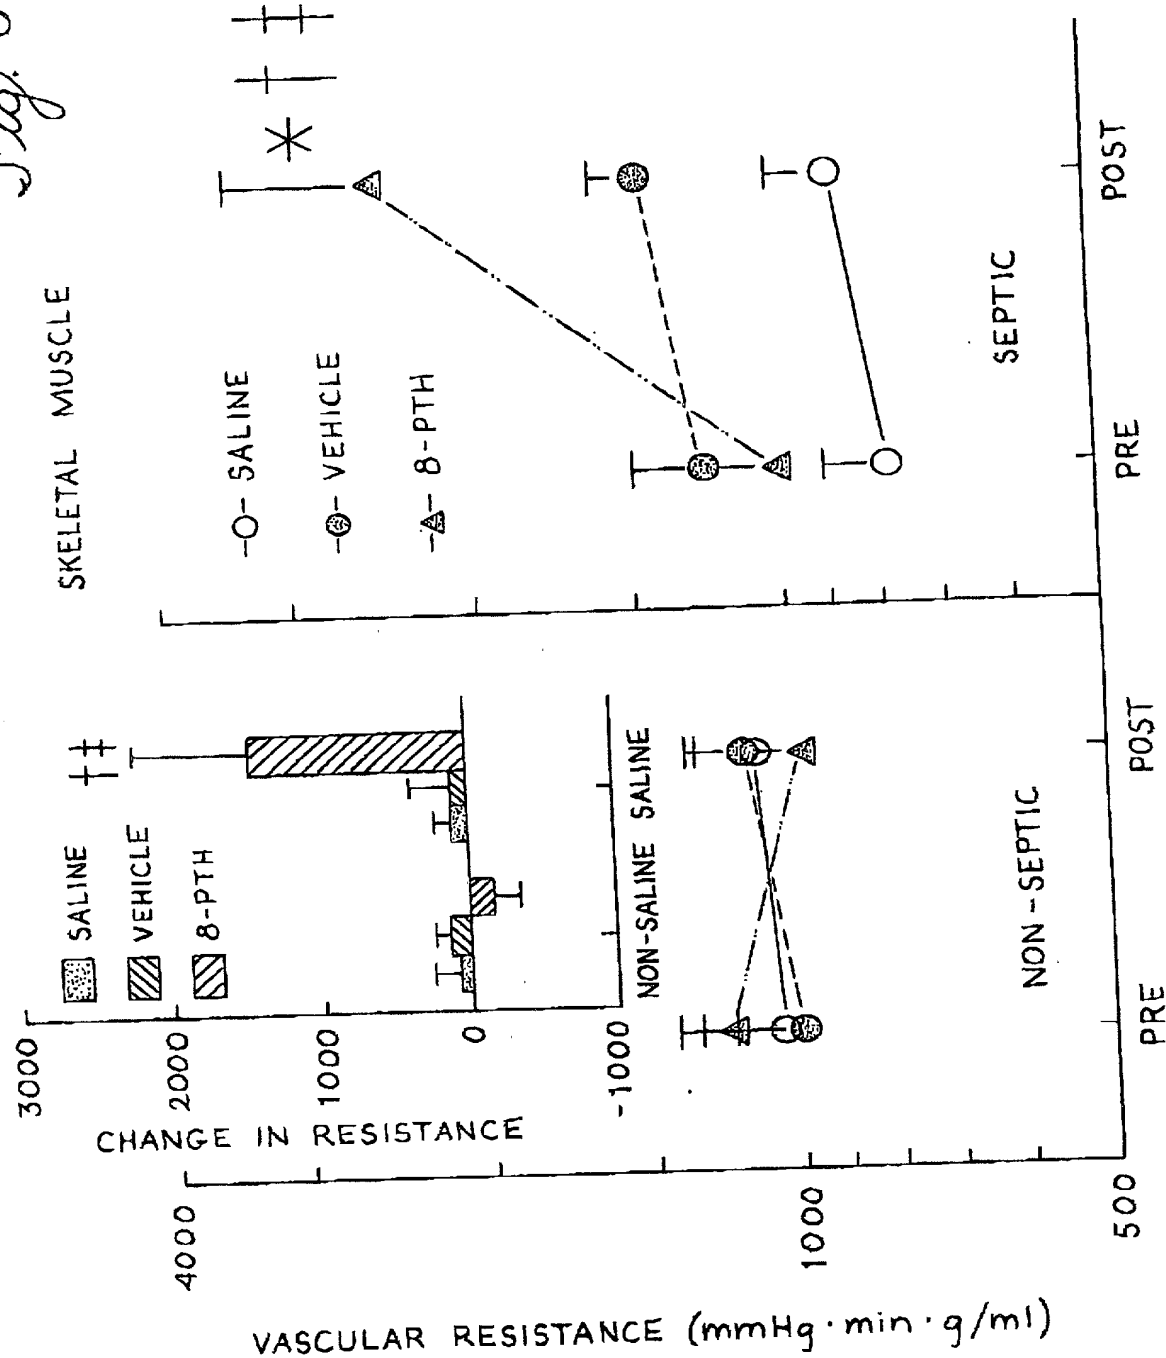 SKELETAL MUSCLE
3000
2000
1000
0
-1000
CHANGE IN RESISTANCE
SALINE
VEHICLE
8-PTH
NON-SALINE SALINE
-O- SALINE
VEHICLE
8-PTH
*
4000
1000
500
VASCULAR RESISTANCE (mmHg·min·g/ml)
NON-SEPTIC
SEPTIC
PRE
POST
PRE
POST